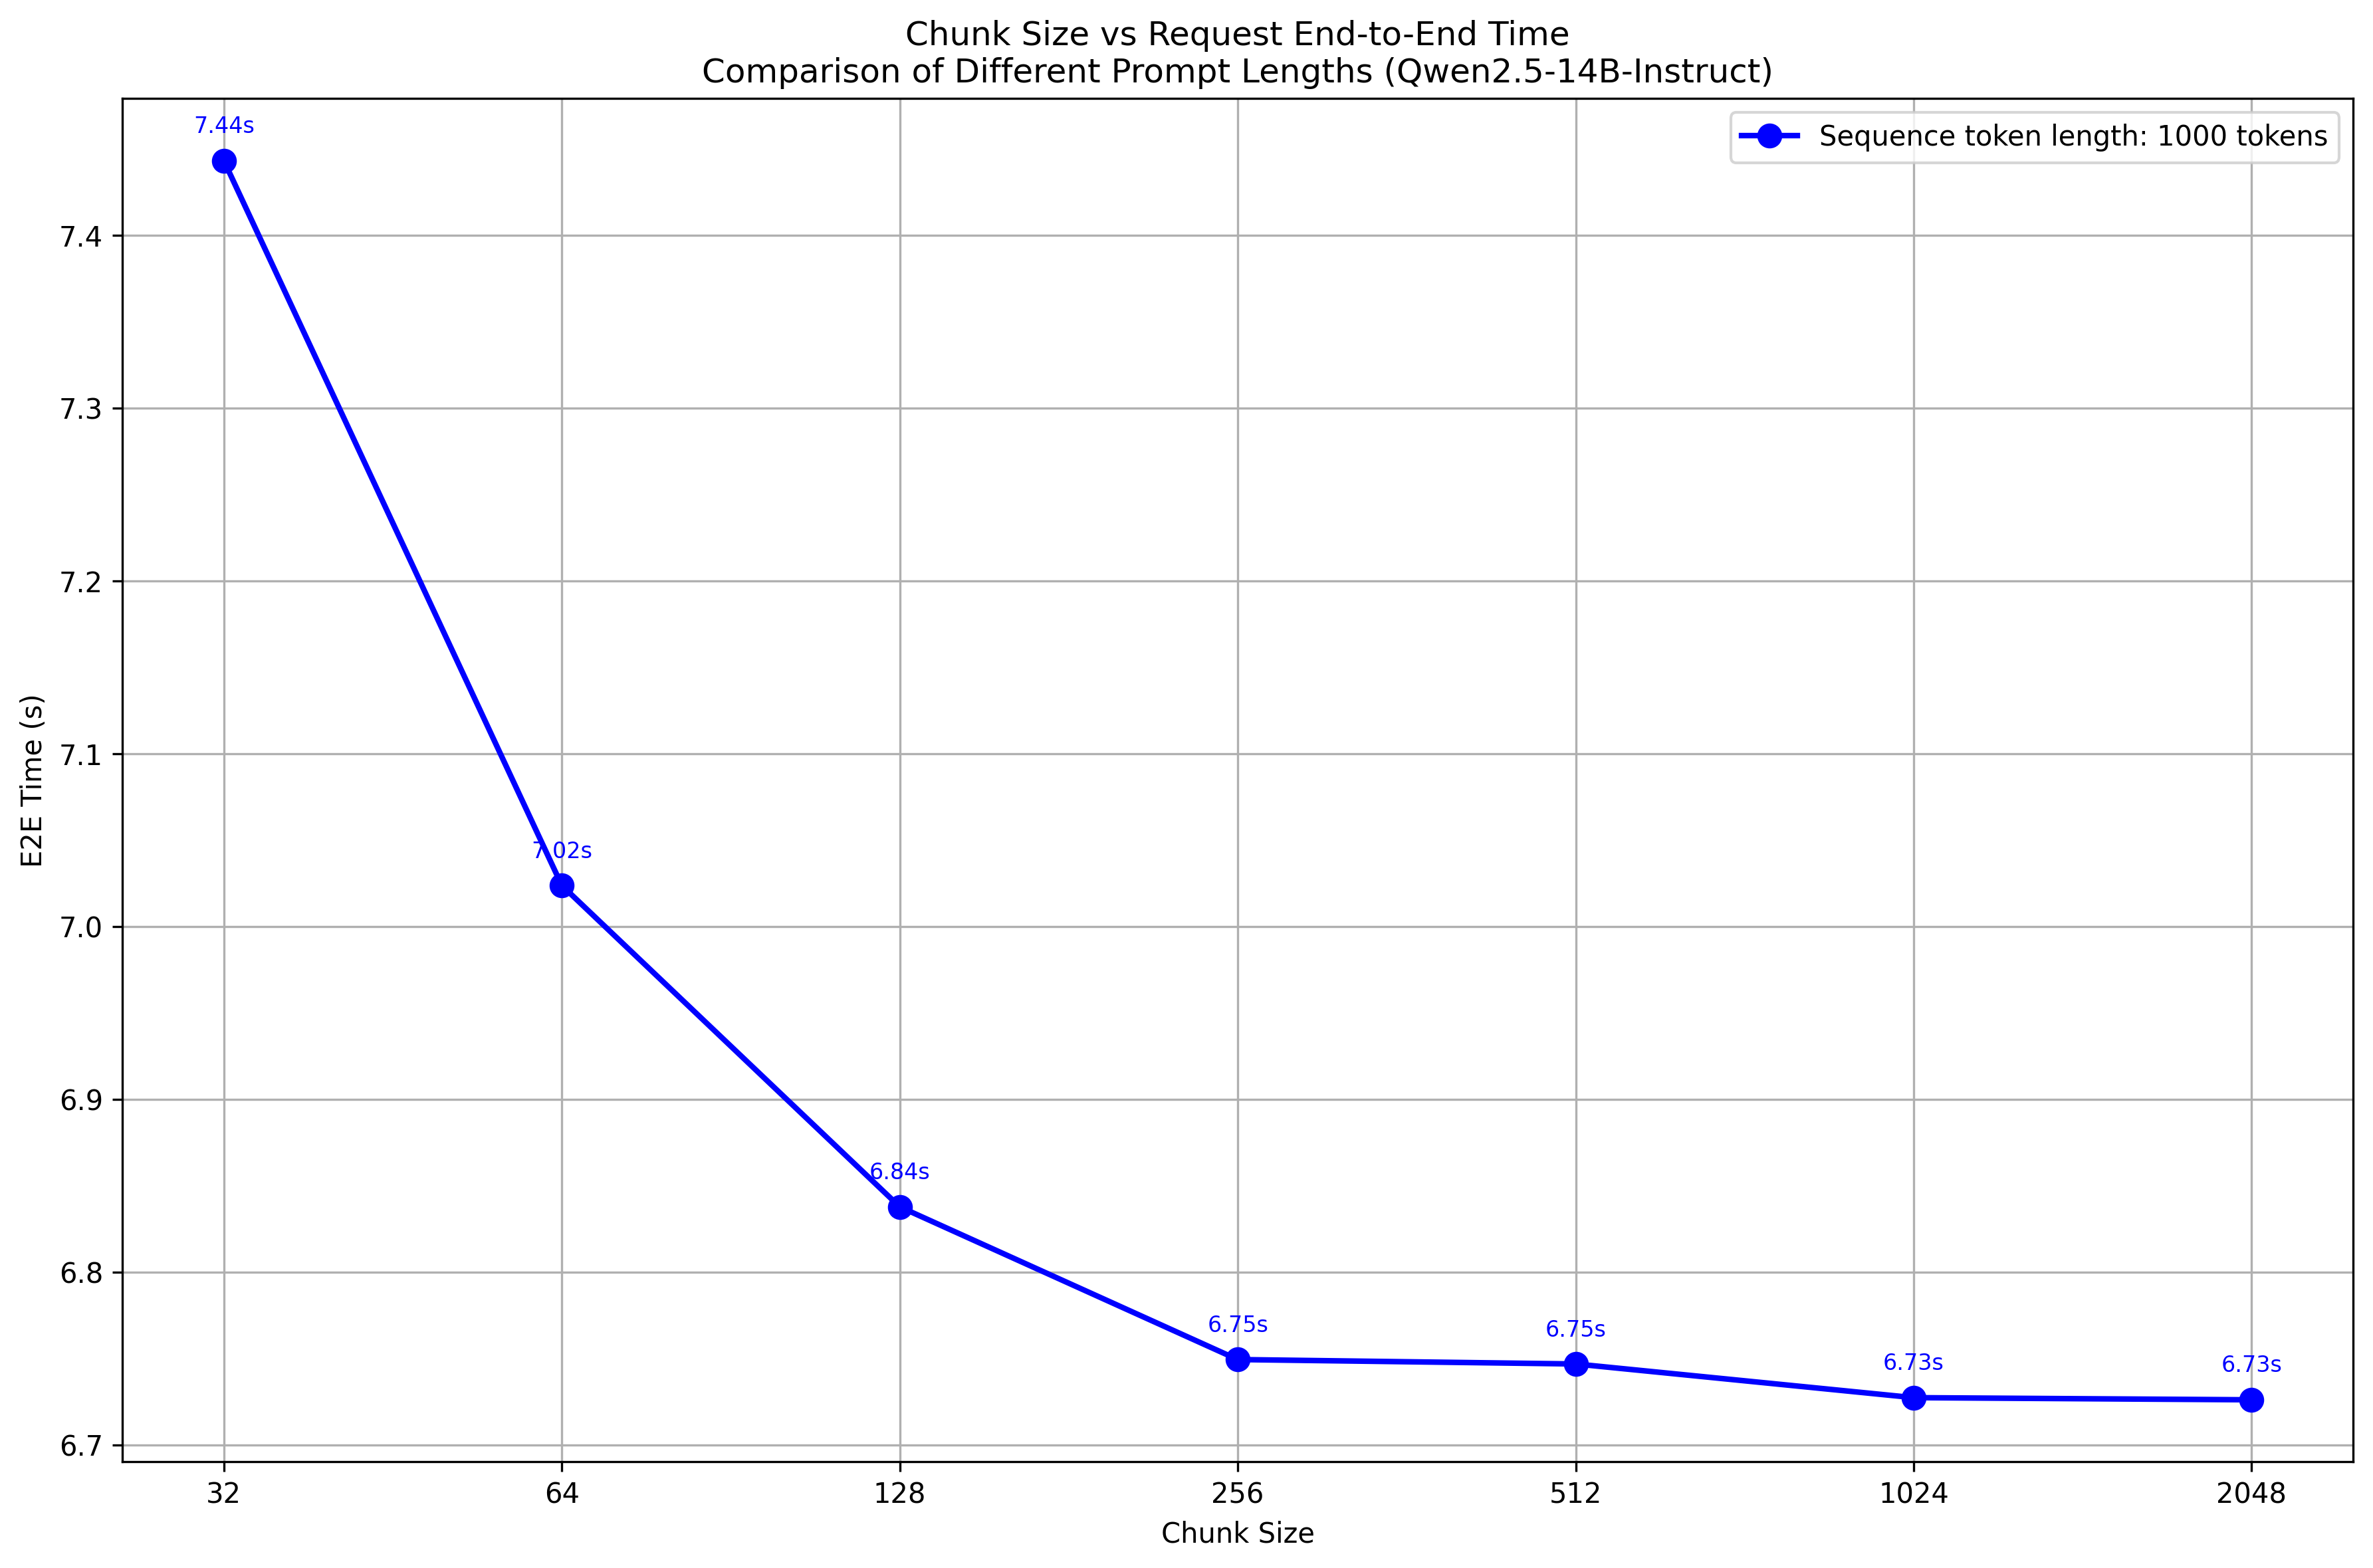 Chunk Size vs Request End-to-End Time
Comparison of Different Prompt Lengths (Qwen2.5-14B-Instruct)
Sequence token length: 1000 tokens
7.44s
7.02s
6.84s
6.75s
6.75s
6.73s
6.73s
E2E Time (s)
7.4
7.3
7.2
7.1
7.0
6.9
6.8
6.7
32 64 128 256 512 1024 2048
Chunk Size